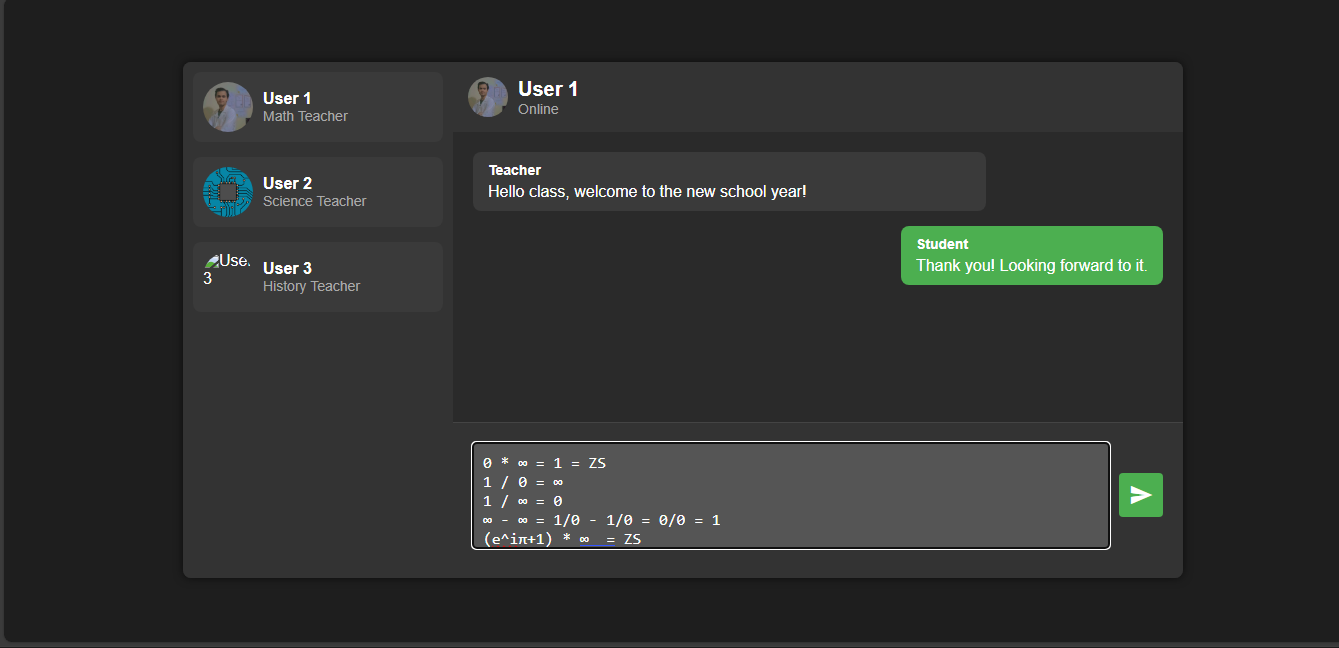 User 1
Math Teacher
User 2
Science Teacher
Use
3
User 3
History Teacher
User 1
Online
Teacher
Hello class, welcome to the new school year!
Student
Thank you! Looking forward to it.
0 * ∞ = 1 = ZS
1 / 0 = ∞
1 / ∞ = 0
∞ - ∞ = 1/0 - 1/0 = 0/0 = 1
(e^iπ+1) * ∞  = ZS